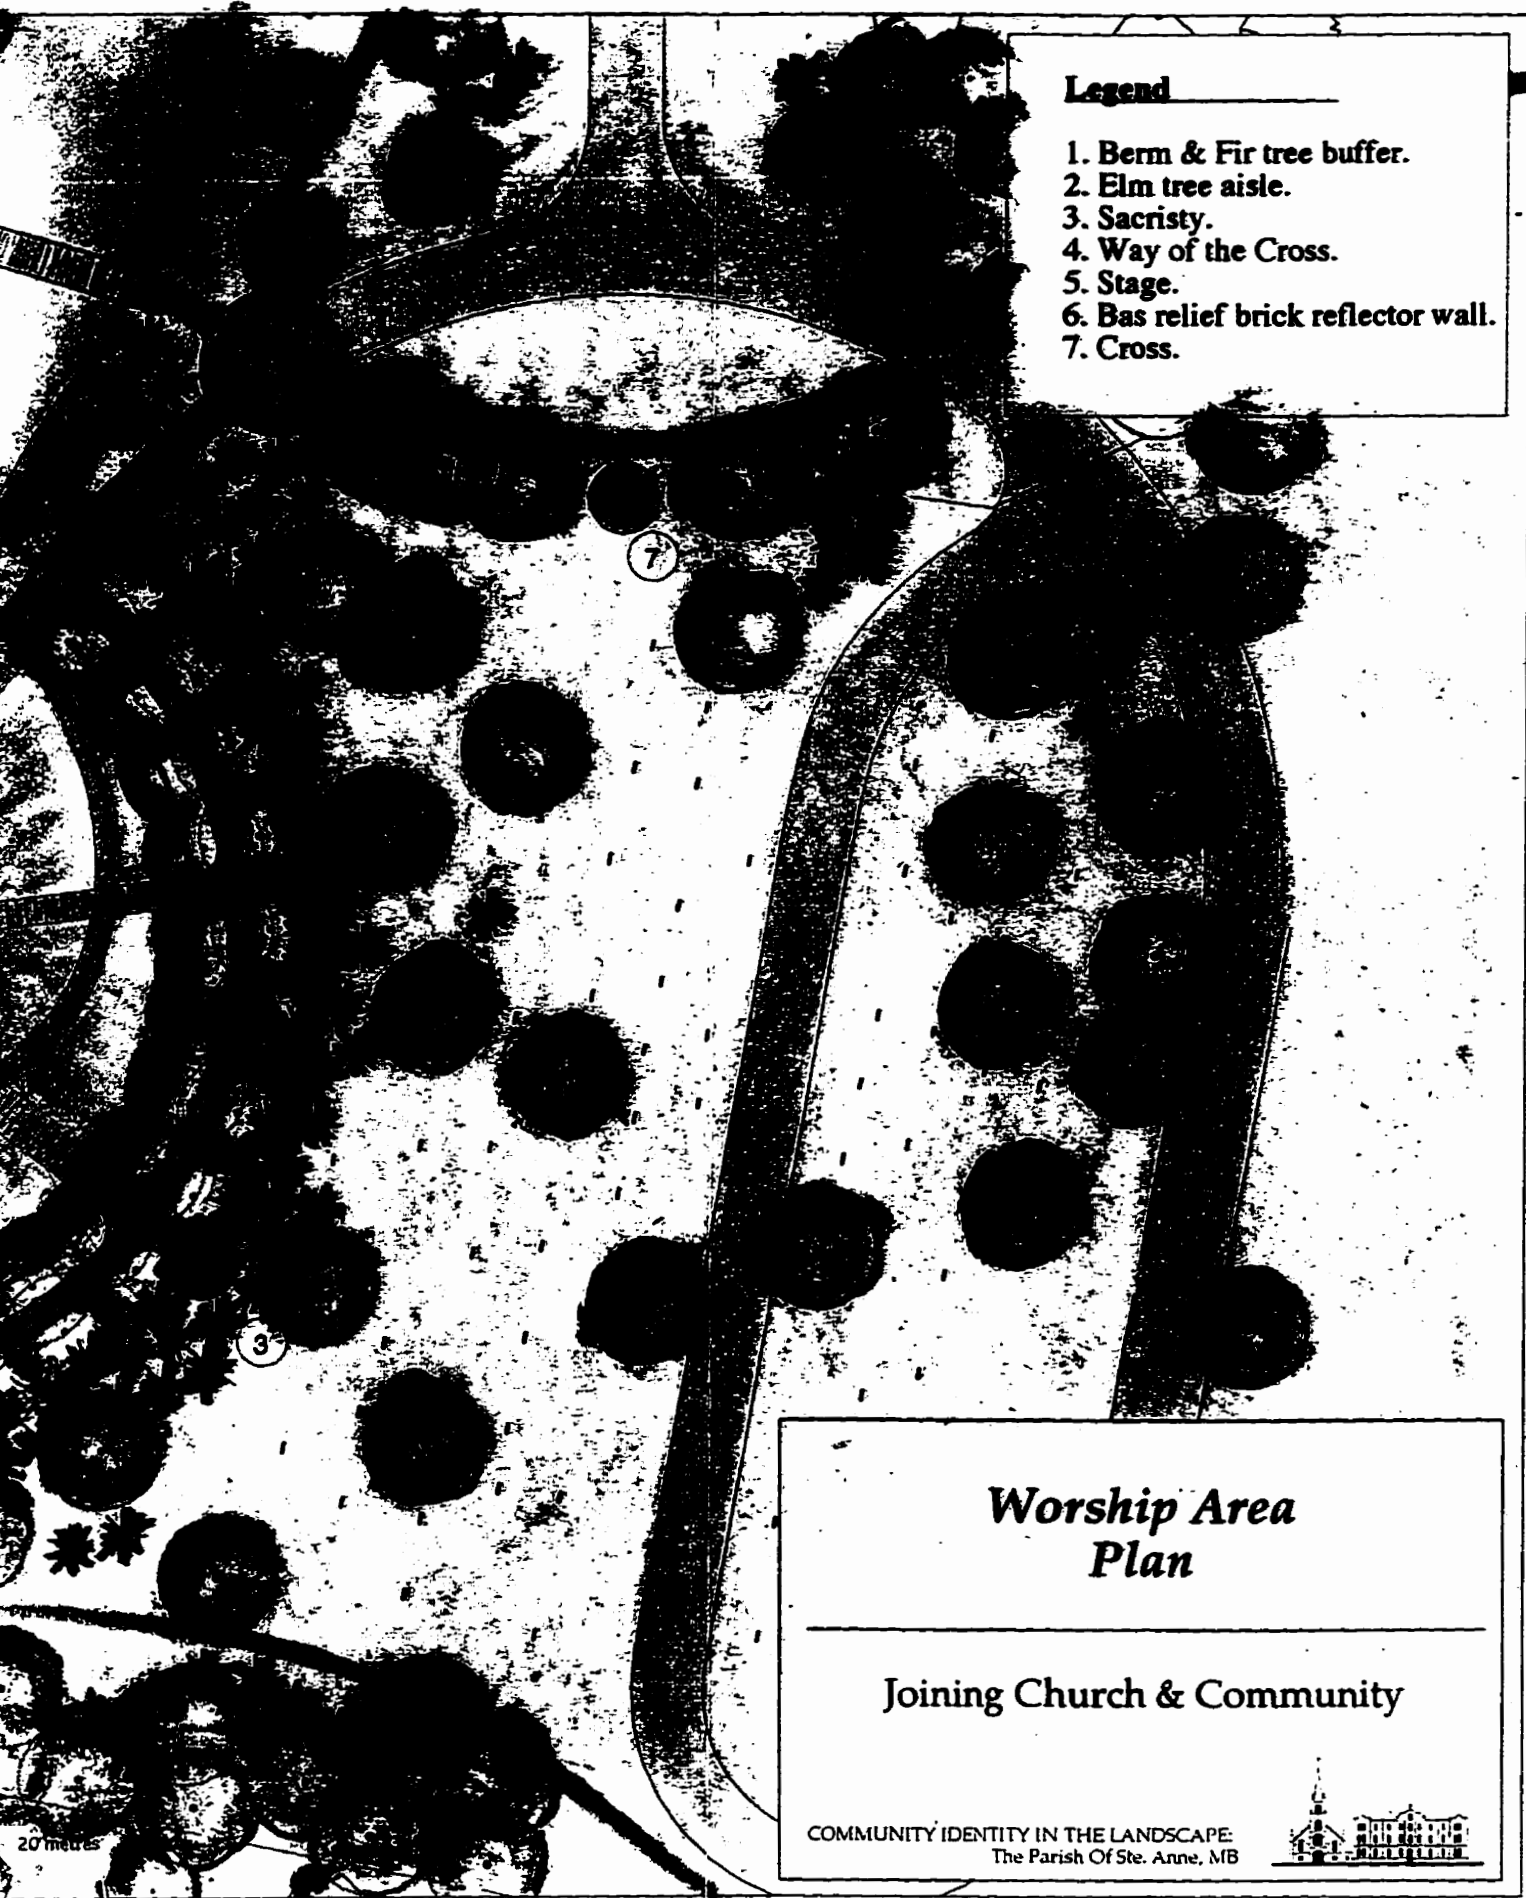 Legend
1. Berm & Fir tree buffer.
2. Elm tree aisle.
3. Sacristy.
4. Way of the Cross.
5. Stage.
6. Bas relief brick reflector wall.
7. Cross.
7
3
Worship Area
Plan
Joining Church & Community
COMMUNITY IDENTITY IN THE LANDSCAPE:
The Parish Of Ste. Anne, MB
20 metres